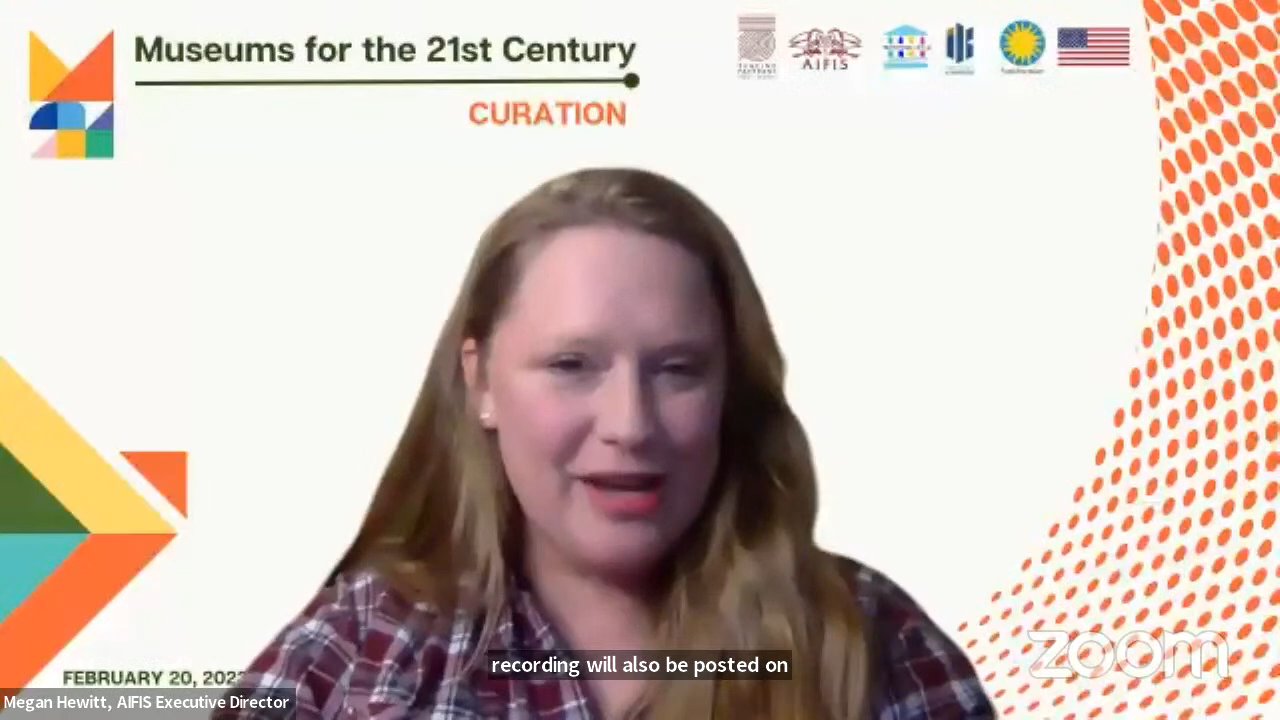 Museums for the 21st Century
CURATION
AIFIS
FEBRUARY 20, 202
recording will also be posted on
zoom
Megan Hewitt, AIFIS Executive Director